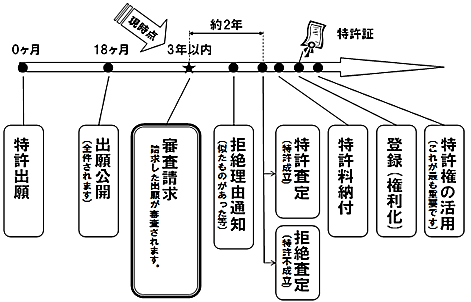 現時点
約2年
特許証
0ヶ月
18ヶ月
3年以内
特許出願
出願公開
(全件されます)
審査請求
請求した出願が審査されます。
拒絶理由通知
(似たものがあった等)
特許査定
(特許成立)
拒絶査定
(特許不成立)
特許料納付
登録(権利化)
特許権の活用
(これが最も重要です)